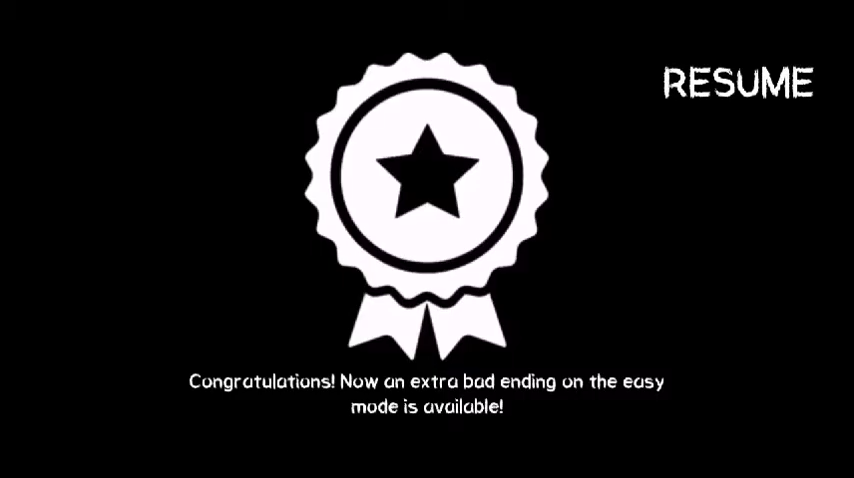 RESUME
Congratulations! Now an extra bad ending on the easy
mode is available!